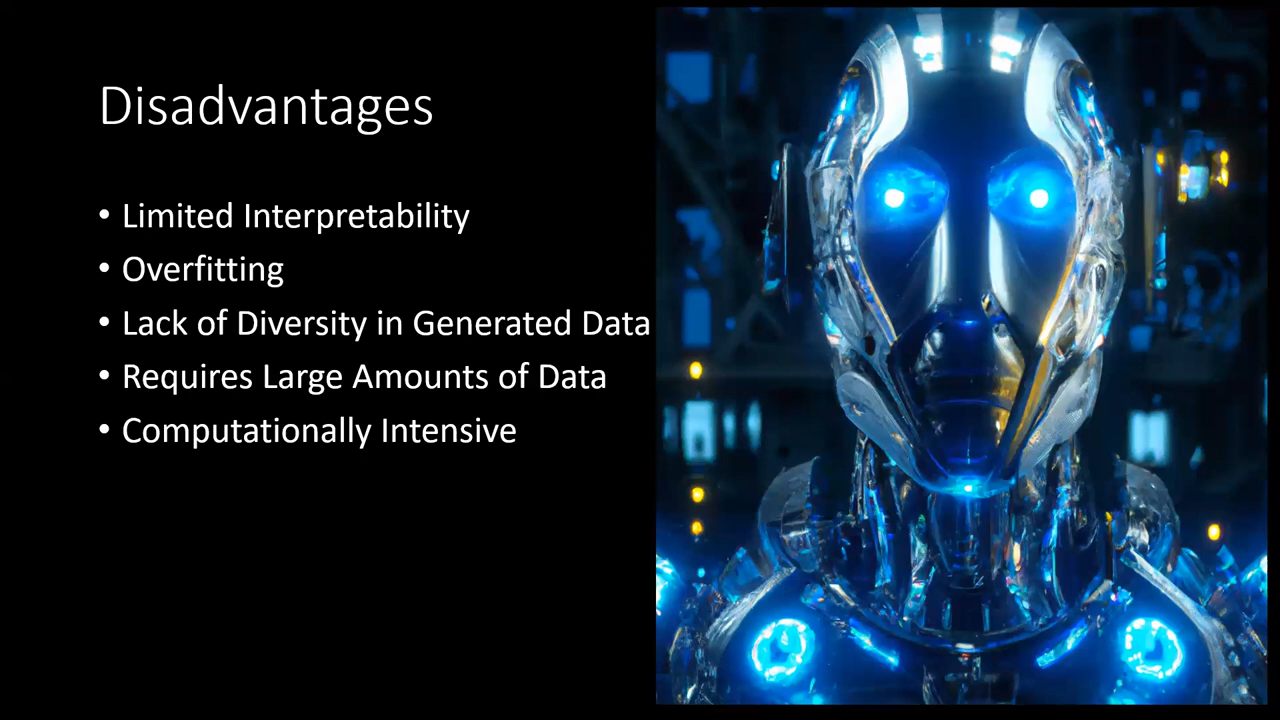 Disadvantages
• Limited Interpretability
• Overfitting
• Lack of Diversity in Generated Data
• Requires Large Amounts of Data
• Computationally Intensive